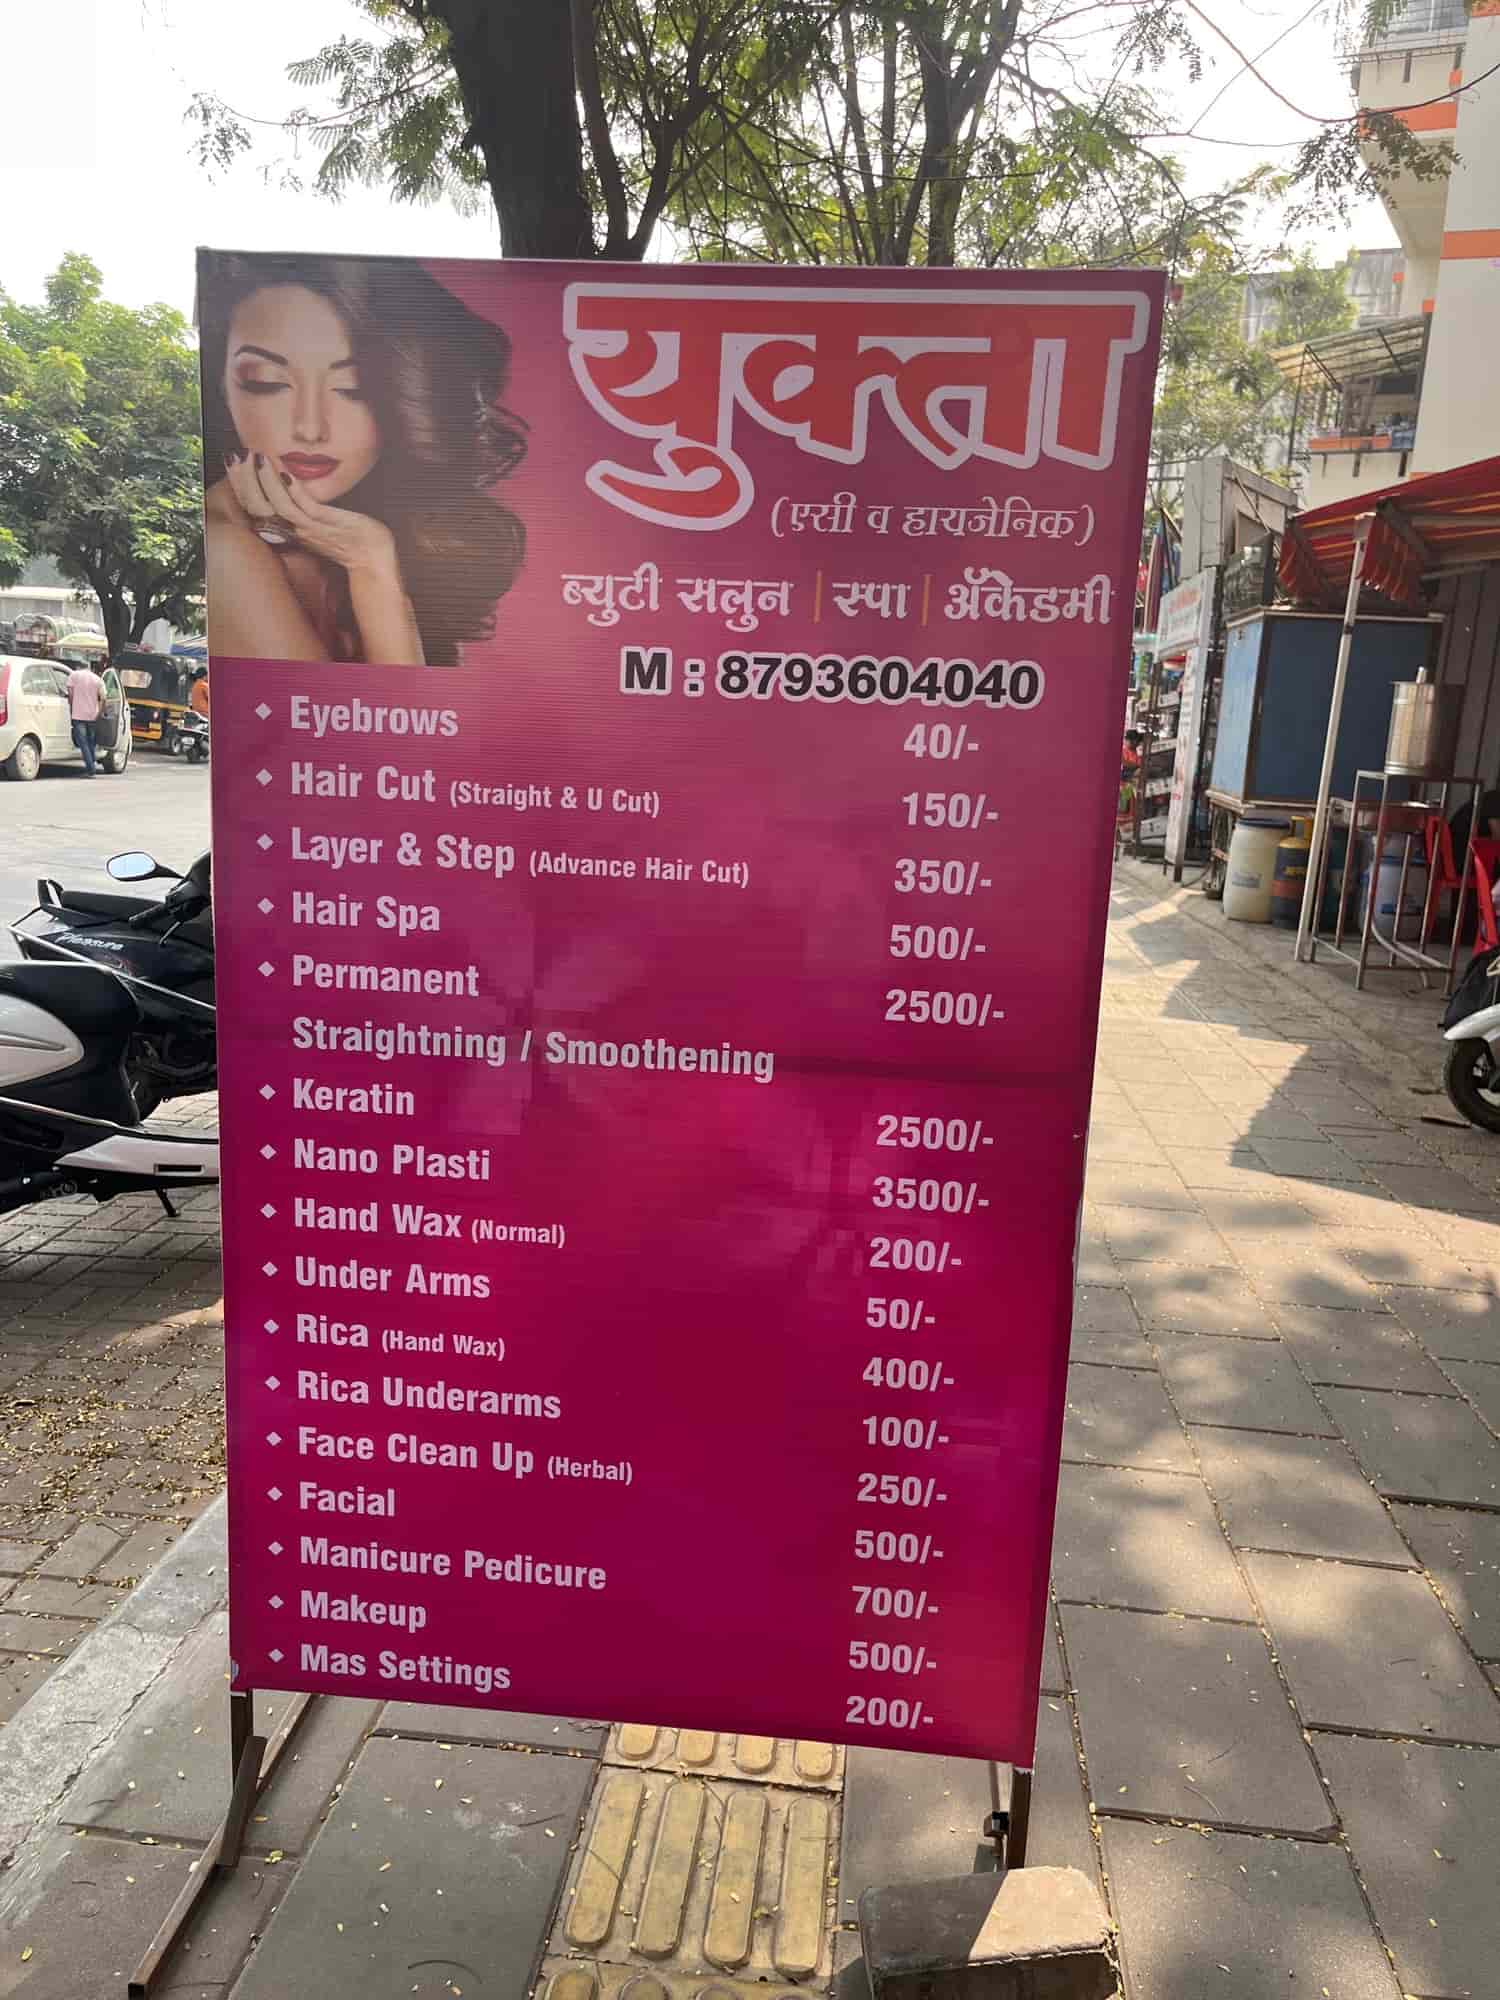 युक्ता
(एसी व हायजेनिक)
ब्युटी सलुन | स्पा | ॲकेडमी
M : 8793604040
Eyebrows 40/-
Hair Cut (Straight & U Cut) 150/-
Layer & Step (Advance Hair Cut) 350/-
Hair Spa 500/-
Permanent 2500/-
Straightning / Smoothening
Keratin 2500/-
Nano Plasti 3500/-
Hand Wax (Normal) 200/-
Under Arms 50/-
Rica (Hand Wax) 400/-
Rica Underarms 100/-
Face Clean Up (Herbal) 250/-
Facial 500/-
Manicure Pedicure 700/-
Makeup 500/-
Mas Settings 200/-
Pleasure